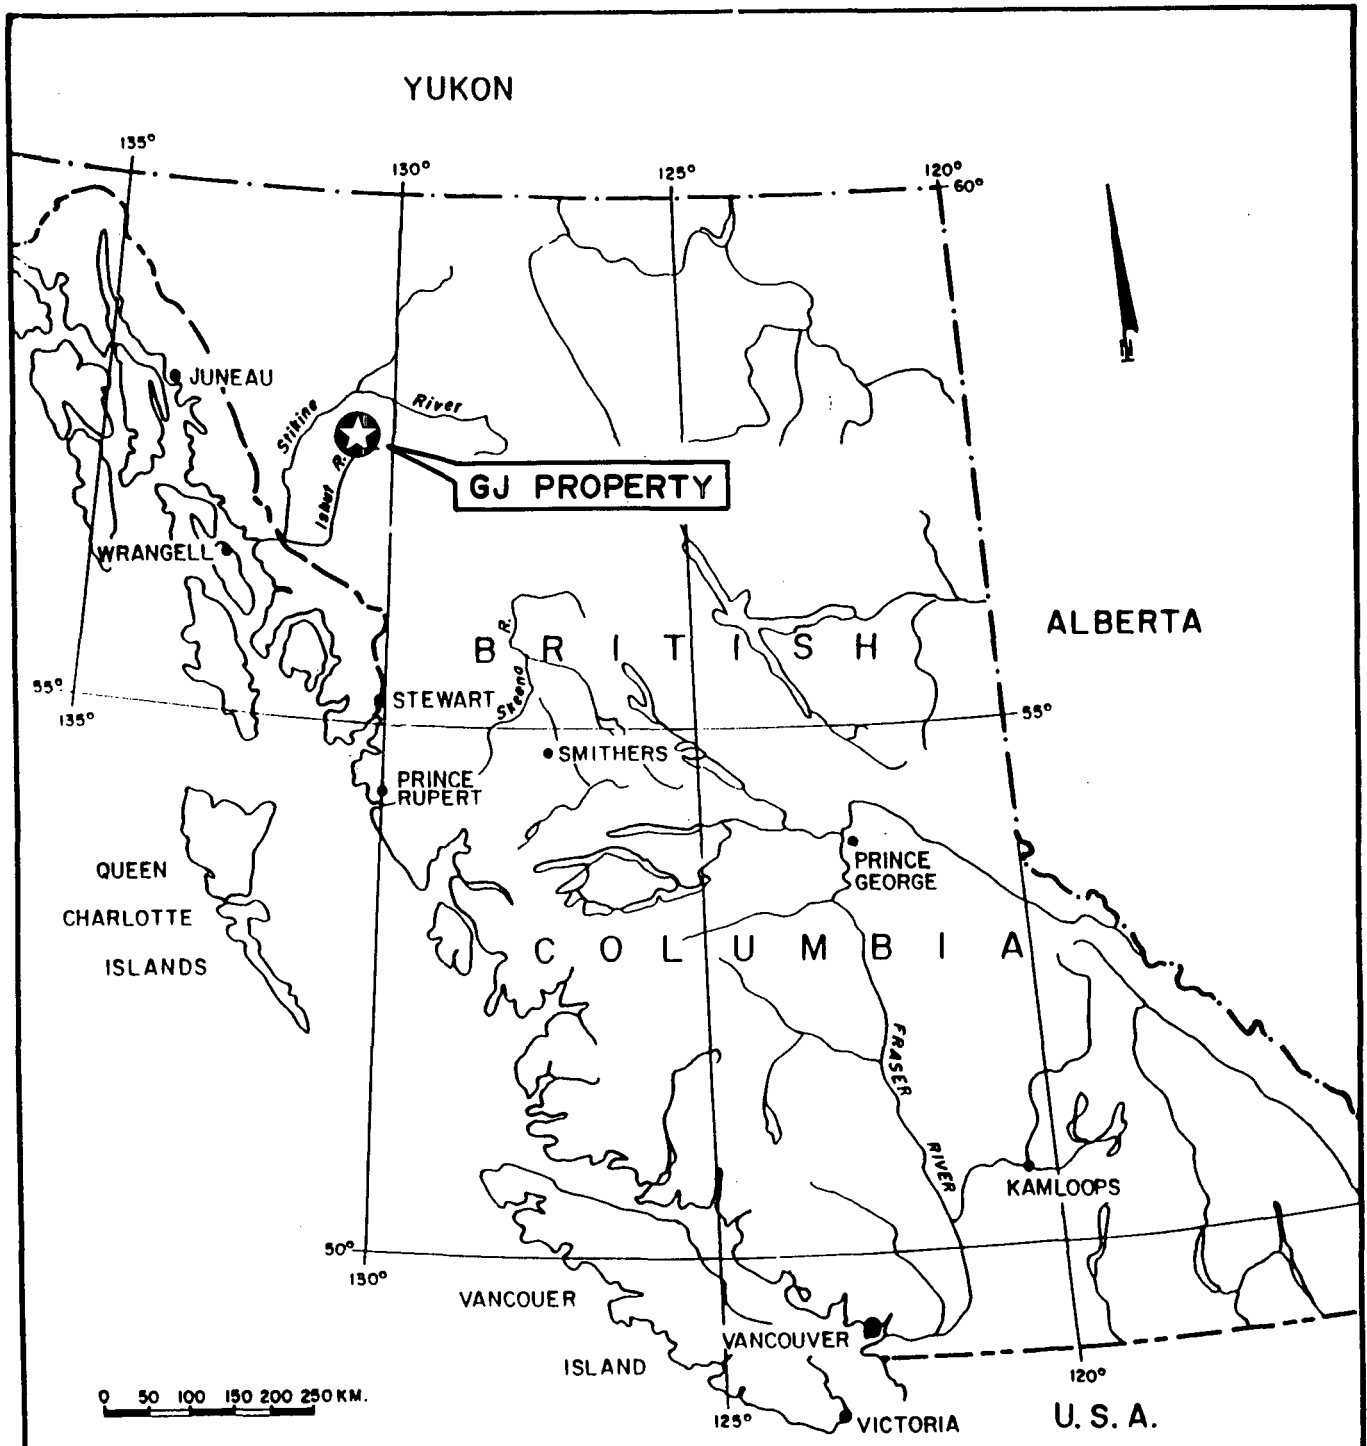 YUKON
135°
130°
125°
120°
60°
N
JUNEAU
Stikine
River
Iskut R.
GJ PROPERTY
WRANGELL
ALBERTA
BRITISH
R.
Skeena
55°
135°
STEWART
55°
SMITHERS
PRINCE
RUPERT
QUEEN
CHARLOTTE
ISLANDS
PRINCE
GEORGE
COLUMBIA
FRASER
RIVER
KAMLOOPS
50°
130°
VANCOUER
ISLAND
VANCOUVER
120°
0 50 100 150 200 250 KM.
125°
VICTORIA
U.S.A.